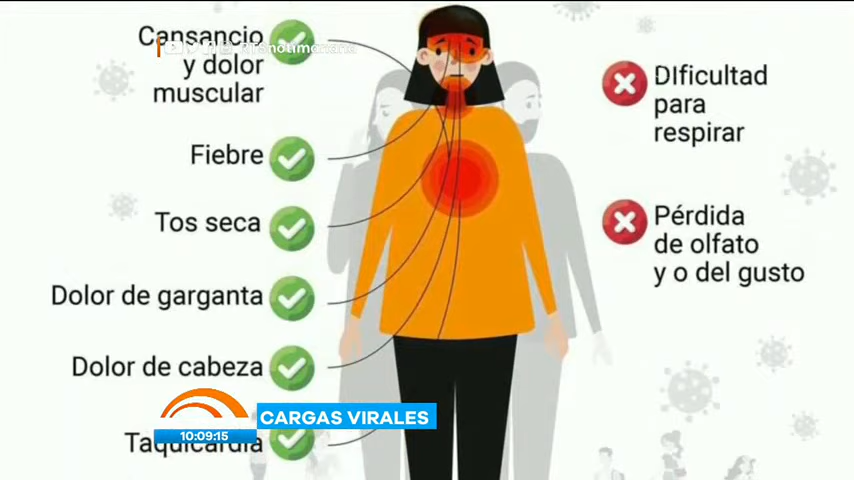 Cansancio
y dolor
muscular
Fiebre
Tos seca
Dolor de garganta
Dolor de cabeza
Taquicardia
DIficultad
para
respirar
Pérdida
de olfato
y o del gusto
CARGAS VIRALES
10:09:15